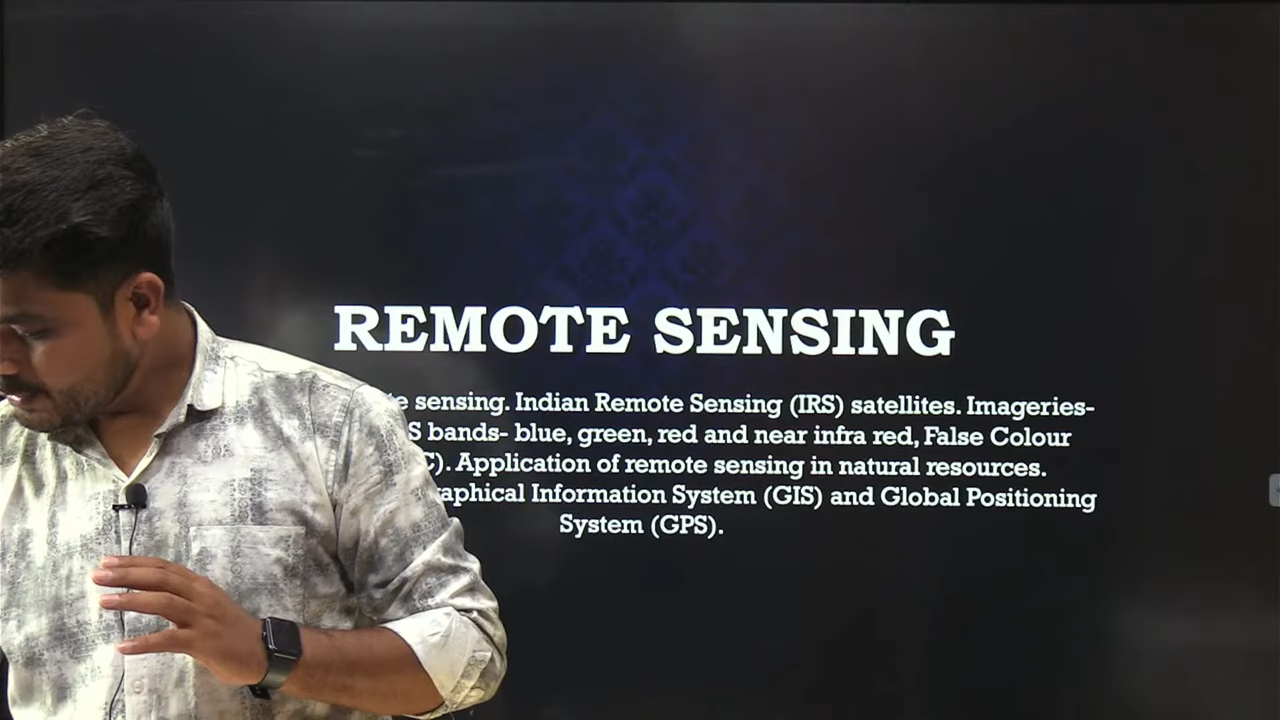 REMOTE SENSING
sensing. Indian Remote Sensing (IRS) satellites. Imageries-
bands- blue, green, red and near infra red, False Colour
Application of remote sensing in natural resources.
Information System (GIS) and Global Positioning
System (GPS).